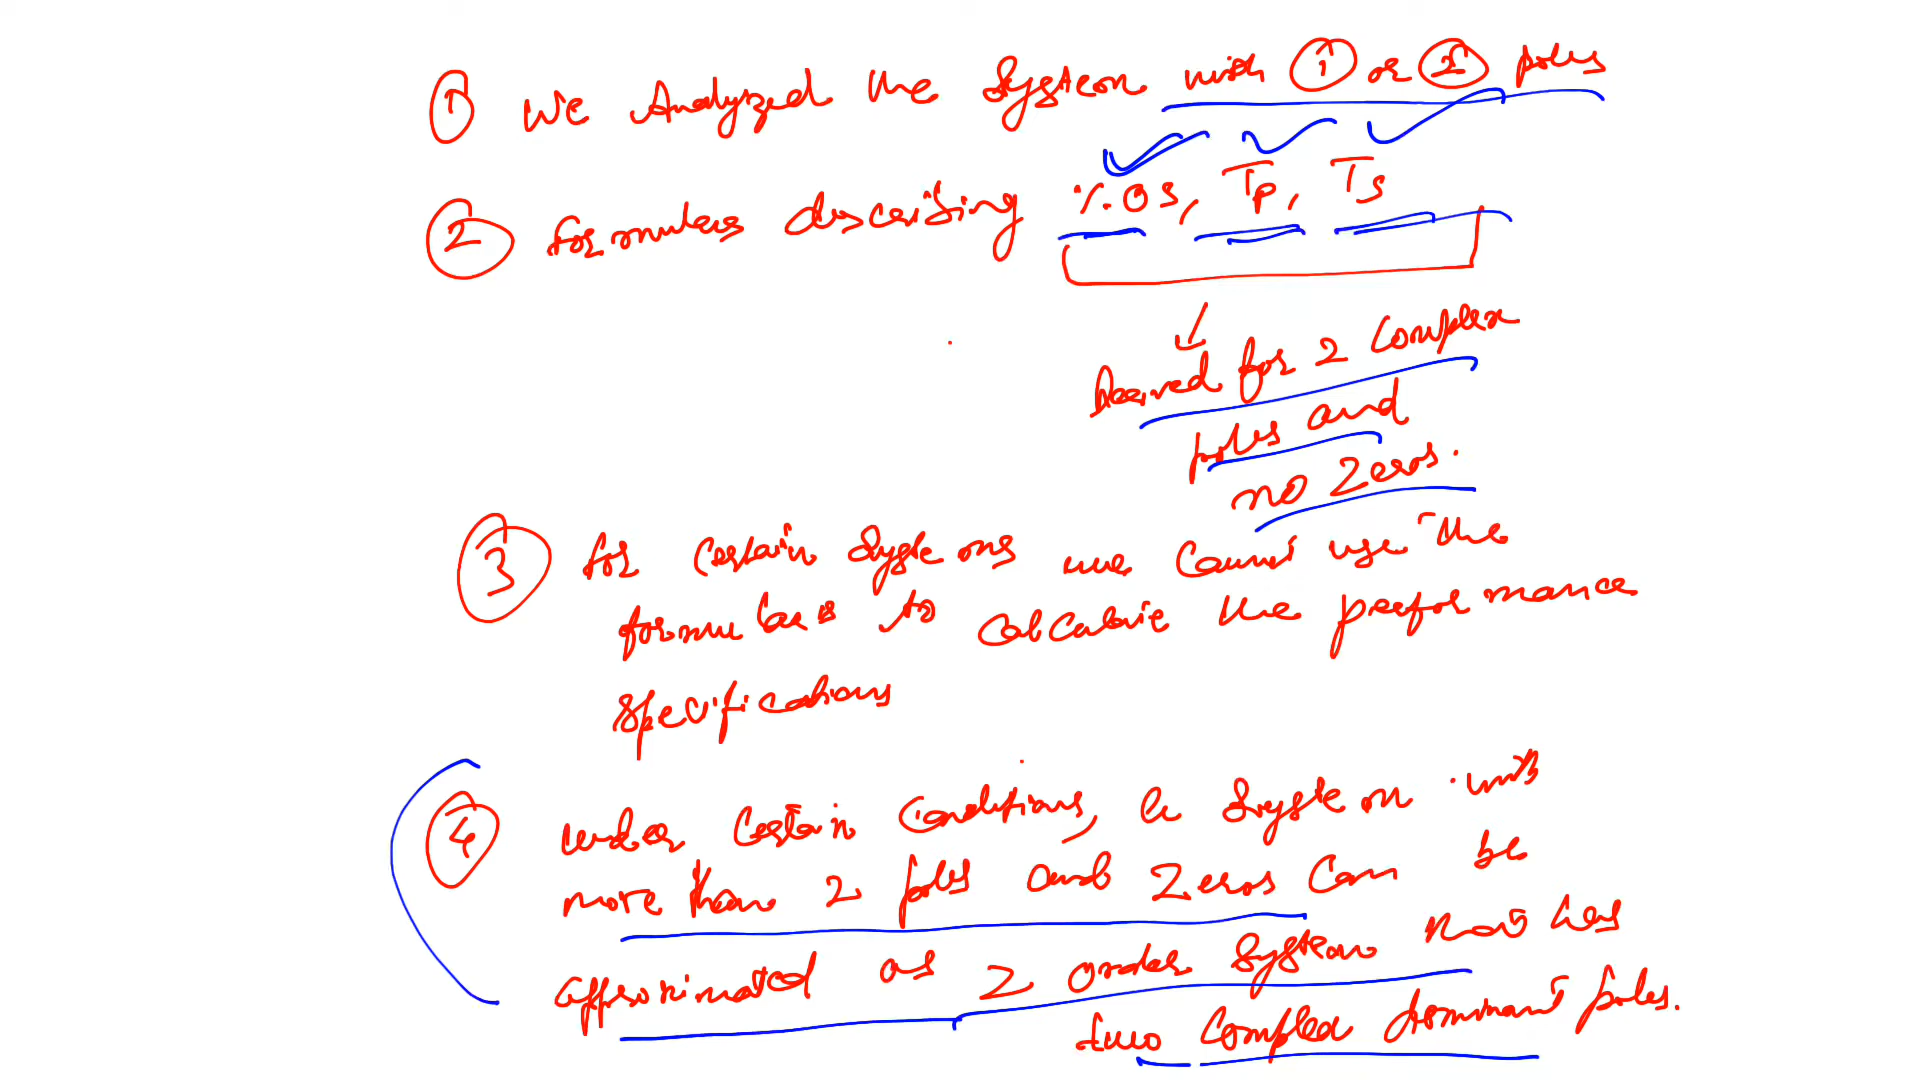 ① We Analyzed the System with ① or ② poles
② formulas describing %OS, Tp, Ts
Derived for 2 Complex
poles and
no zeros.
③ for certain systems we cannot use the
formulas to calculate the performance
specifications
④ under certain conditions, a system with
more than 2 poles and zeros can be
approximated as 2 order system that has
two complex dominant poles.